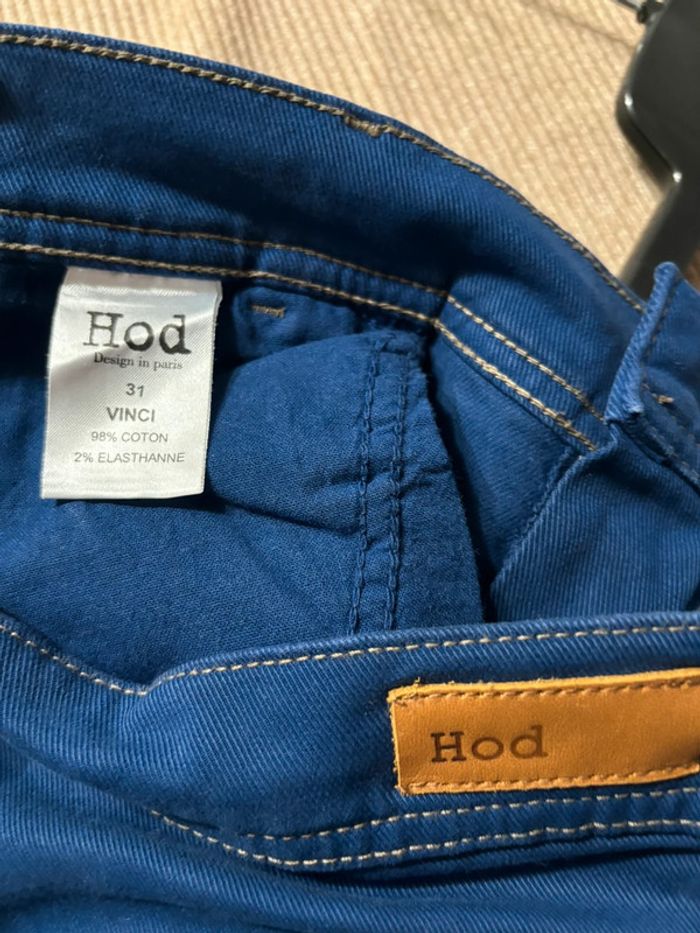 Hod
Design in paris
31
VINCI
98% COTON
2% ELASTHANNE
Hod